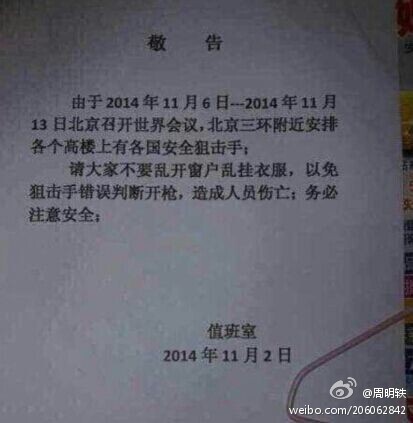 敬 告
由于 2014 年 11 月 6 日---2014 年 11 月
13 日北京召开世界会议,北京三环附近安排
各个高楼上有各国安全狙击手;
请大家不要乱开窗户乱挂衣服，以免
狙击手错误判断开枪，造成人员伤亡；务必
注意安全;
值班室
2014 年 11 月 2 日
@周明轶
weibo.com/206062842